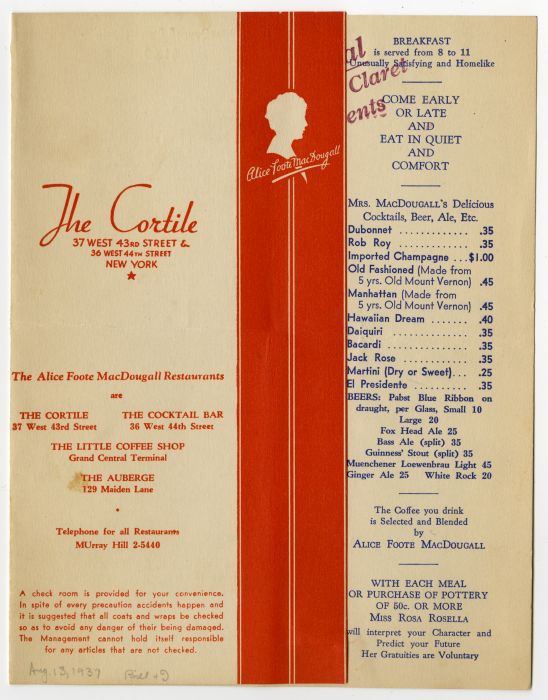 The Cortile
37 WEST 43RD STREET &
36 WEST 44TH STREET
NEW YORK
The Alice Foote MacDougall Restaurants
are
THE CORTILE
37 West 43rd Street
THE COCKTAIL BAR
36 West 44th Street
THE LITTLE COFFEE SHOP
Grand Central Terminal
THE AUBERGE
129 Maiden Lane
Telephone for all Restaurants
MUrray Hill 2-5440
A check room is provided for your convenience.
In spite of every precaution accidents happen and
it is suggested that all coats and wraps be checked
so as to avoid any danger of their being damaged.
The Management cannot hold itself responsible
for any articles that are not checked.
Aug. 13, 1937
Alice Foote MacDougall
BREAKFAST
is served from 8 to 11
Unusually Satisfying and Homelike
al
Claret
ents
COME EARLY
OR LATE
AND
EAT IN QUIET
AND
COMFORT
MRS. MACDOUGALL'S Delicious
Cocktails, Beer, Ale, Etc.
Dubonnet ............ .35
Rob Roy ............. .35
Imported Champagne ...$1.00
Old Fashioned (Made from
5 yrs. Old Mount Vernon) .45
Manhattan (Made from
5 yrs. Old Mount Vernon) .45
Hawaiian Dream ....... .40
Daiquiri ............ .35
Bacardi ............. .35
Jack Rose ........... .35
Martini (Dry or Sweet)... .25
El Presidente ......... .35
BEERS: Pabst Blue Ribbon on
draught, per Glass, Small 10
Large 20
Fox Head Ale 25
Bass Ale (split) 35
Guinness' Stout (split) 35
Muenchener Loewenbrau Light 45
Ginger Ale 25 White Rock 20
The Coffee you drink
is Selected and Blended
by
ALICE FOOTE MACDOUGALL
WITH EACH MEAL
OR PURCHASE OF POTTERY
OF 50c. OR MORE
MISS ROSA ROSELLA
will interpret your Character and
Predict your Future
Her Gratuities are Voluntary